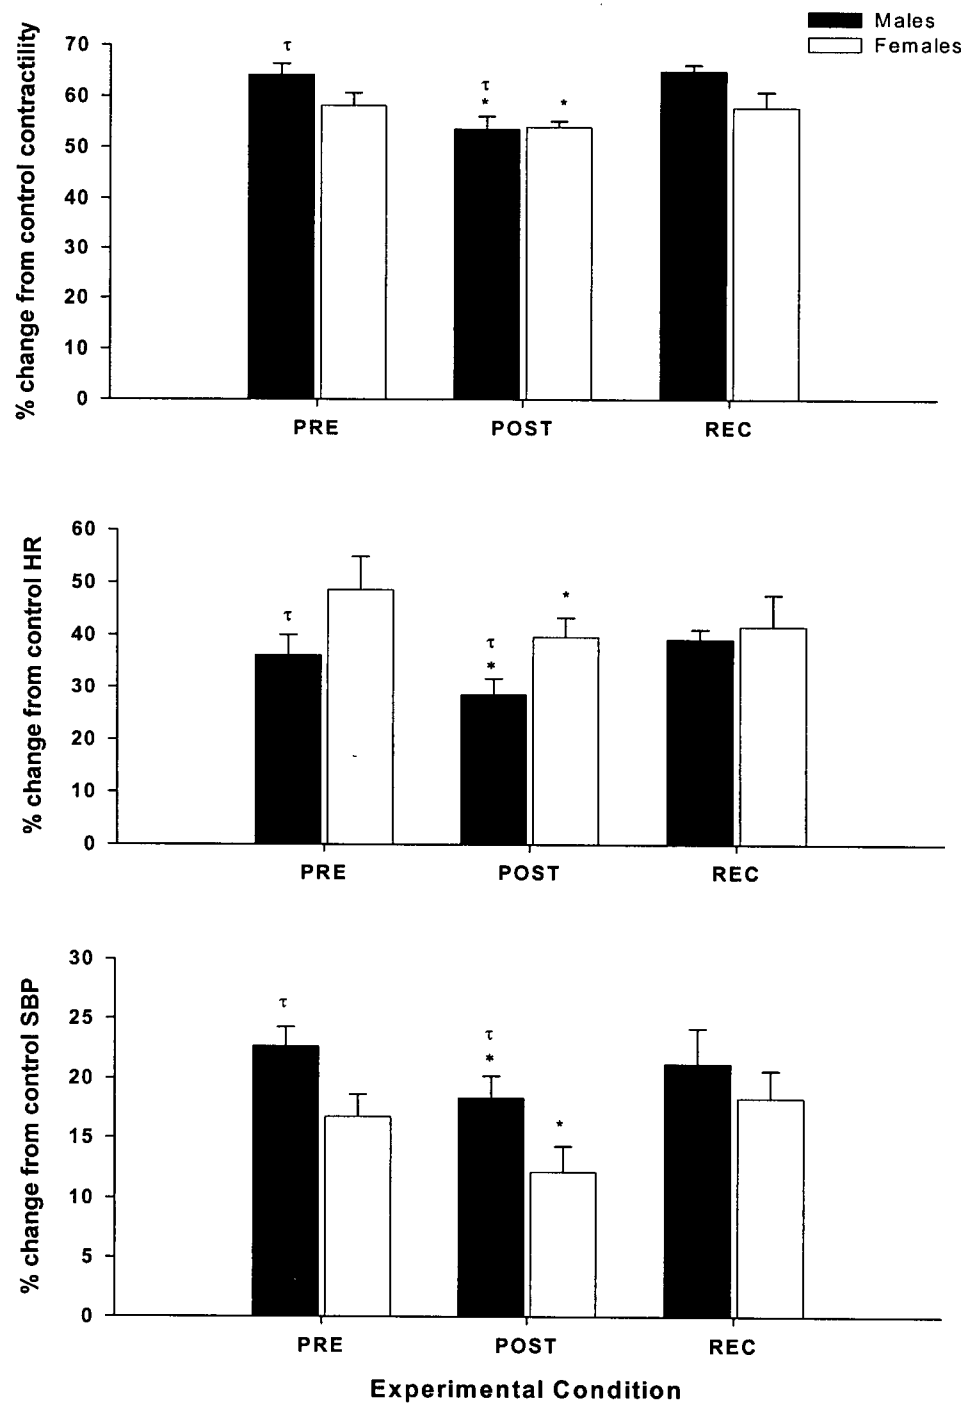 Males
Females
% change from control contractility
70
60
50
40
30
20
10
0
τ
τ
*
*
PRE
POST
REC
% change from control HR
60
50
40
30
20
10
0
τ
τ
*
*
PRE
POST
REC
% change from control SBP
30
25
20
15
10
5
0
τ
τ
*
*
PRE
POST
REC
Experimental Condition